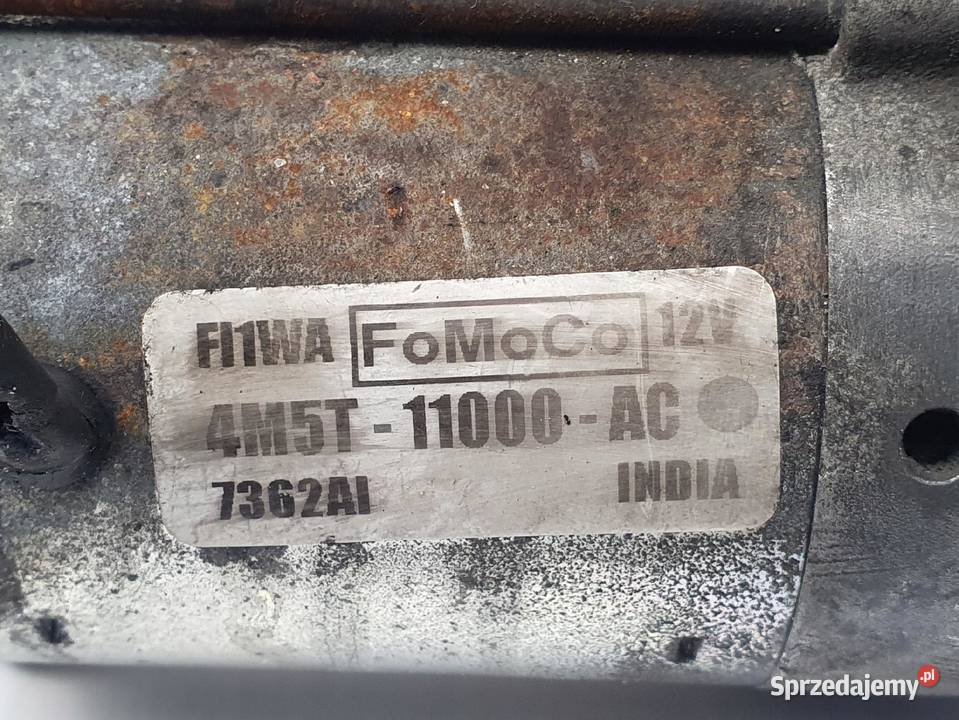 FI1WA FoMoCo 12V
4M5T-11000-AC
7362AI INDIA
Sprzedajemy.pl